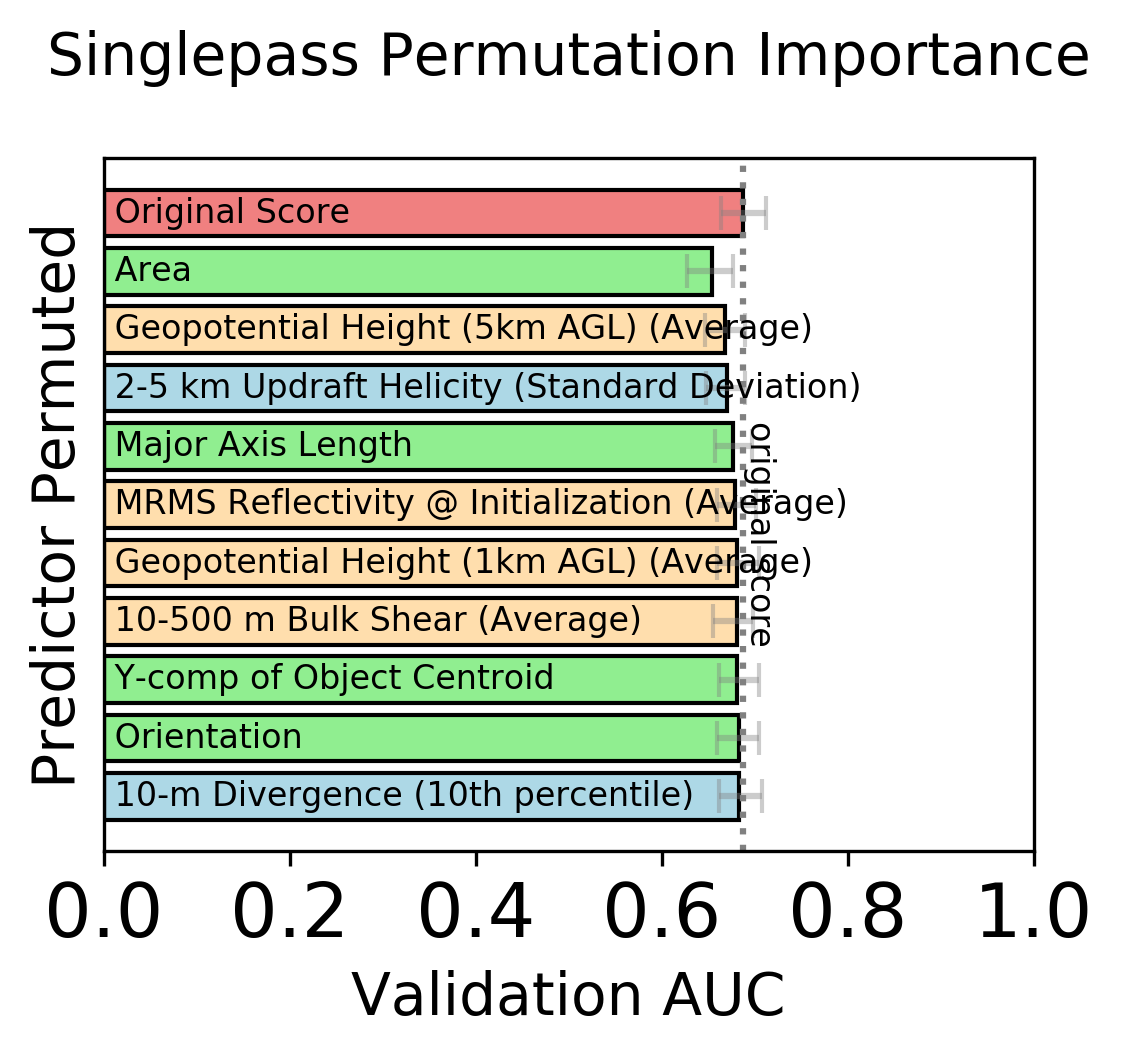 Singlepass Permutation Importance
Predictor Permuted
Original Score
Area
Geopotential Height (5km AGL) (Average)
2-5 km Updraft Helicity (Standard Deviation)
Major Axis Length
MRMS Reflectivity @ Initialization (Average)
Geopotential Height (1km AGL) (Average)
10-500 m Bulk Shear (Average)
Y-comp of Object Centroid
Orientation
10-m Divergence (10th percentile)
original score
0.0 0.2 0.4 0.6 0.8 1.0
Validation AUC